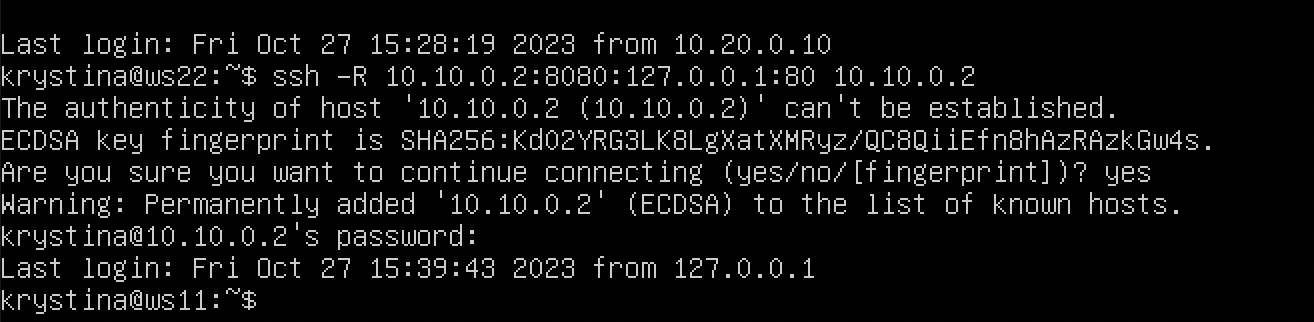 Last login: Fri Oct 27 15:28:19 2023 from 10.20.0.10
krystina@ws22:~$ ssh -R 10.10.0.2:8080:127.0.0.1:80 10.10.0.2
The authenticity of host '10.10.0.2 (10.10.0.2)' can't be established.
ECDSA key fingerprint is SHA256:KdO2YRG3LK8LgXatXMRyz/QC8QiiEfn8hAzRAzkGw4s.
Are you sure you want to continue connecting (yes/no/[fingerprint])? yes
Warning: Permanently added '10.10.0.2' (ECDSA) to the list of known hosts.
krystina@10.10.0.2's password:
Last login: Fri Oct 27 15:39:43 2023 from 127.0.0.1
krystina@ws11:~$